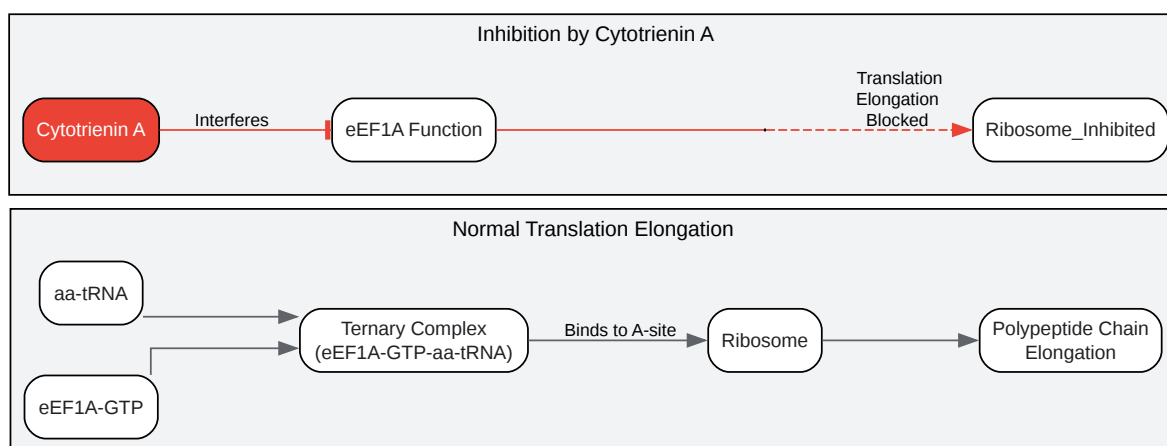 Inhibition by Cytotrienin A
Cytotrienin A
Interferes
eEF1A Function
Translation
Elongation
Blocked
Ribosome_Inhibited
Normal Translation Elongation
aa-tRNA
eEF1A-GTP
Ternary Complex
(eEF1A-GTP-aa-tRNA)
Binds to A-site
Ribosome
Polypeptide Chain
Elongation